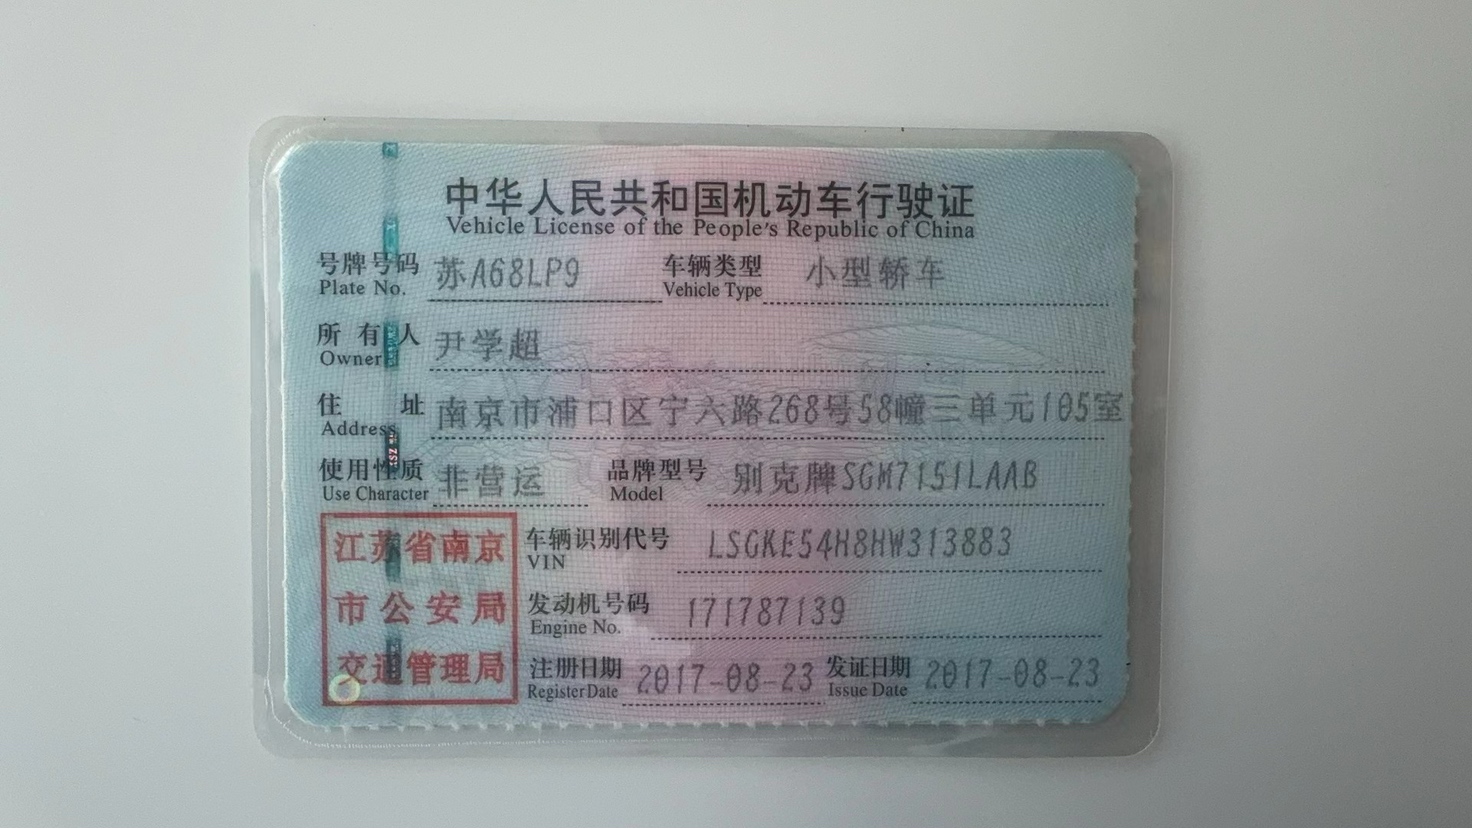 中华人民共和国机动车行驶证
Vehicle License of the People's Republic of China
号牌号码 苏A68LP9 车辆类型 小型轿车
Plate No. Vehicle Type
所有人 尹学超
Owner
住址 南京市浦口区宁六路268号58幢三单元105室
Address
使用性质 非营运 品牌型号 别克牌SGM7151LAAB
Use Character Model
江苏省南京
市公安局
交通管理局
车辆识别代号 LSGKE54H8HW313883
VIN
发动机号码 171787139
Engine No.
注册日期 2017-08-23 发证日期 2017-08-23
Register Date Issue Date